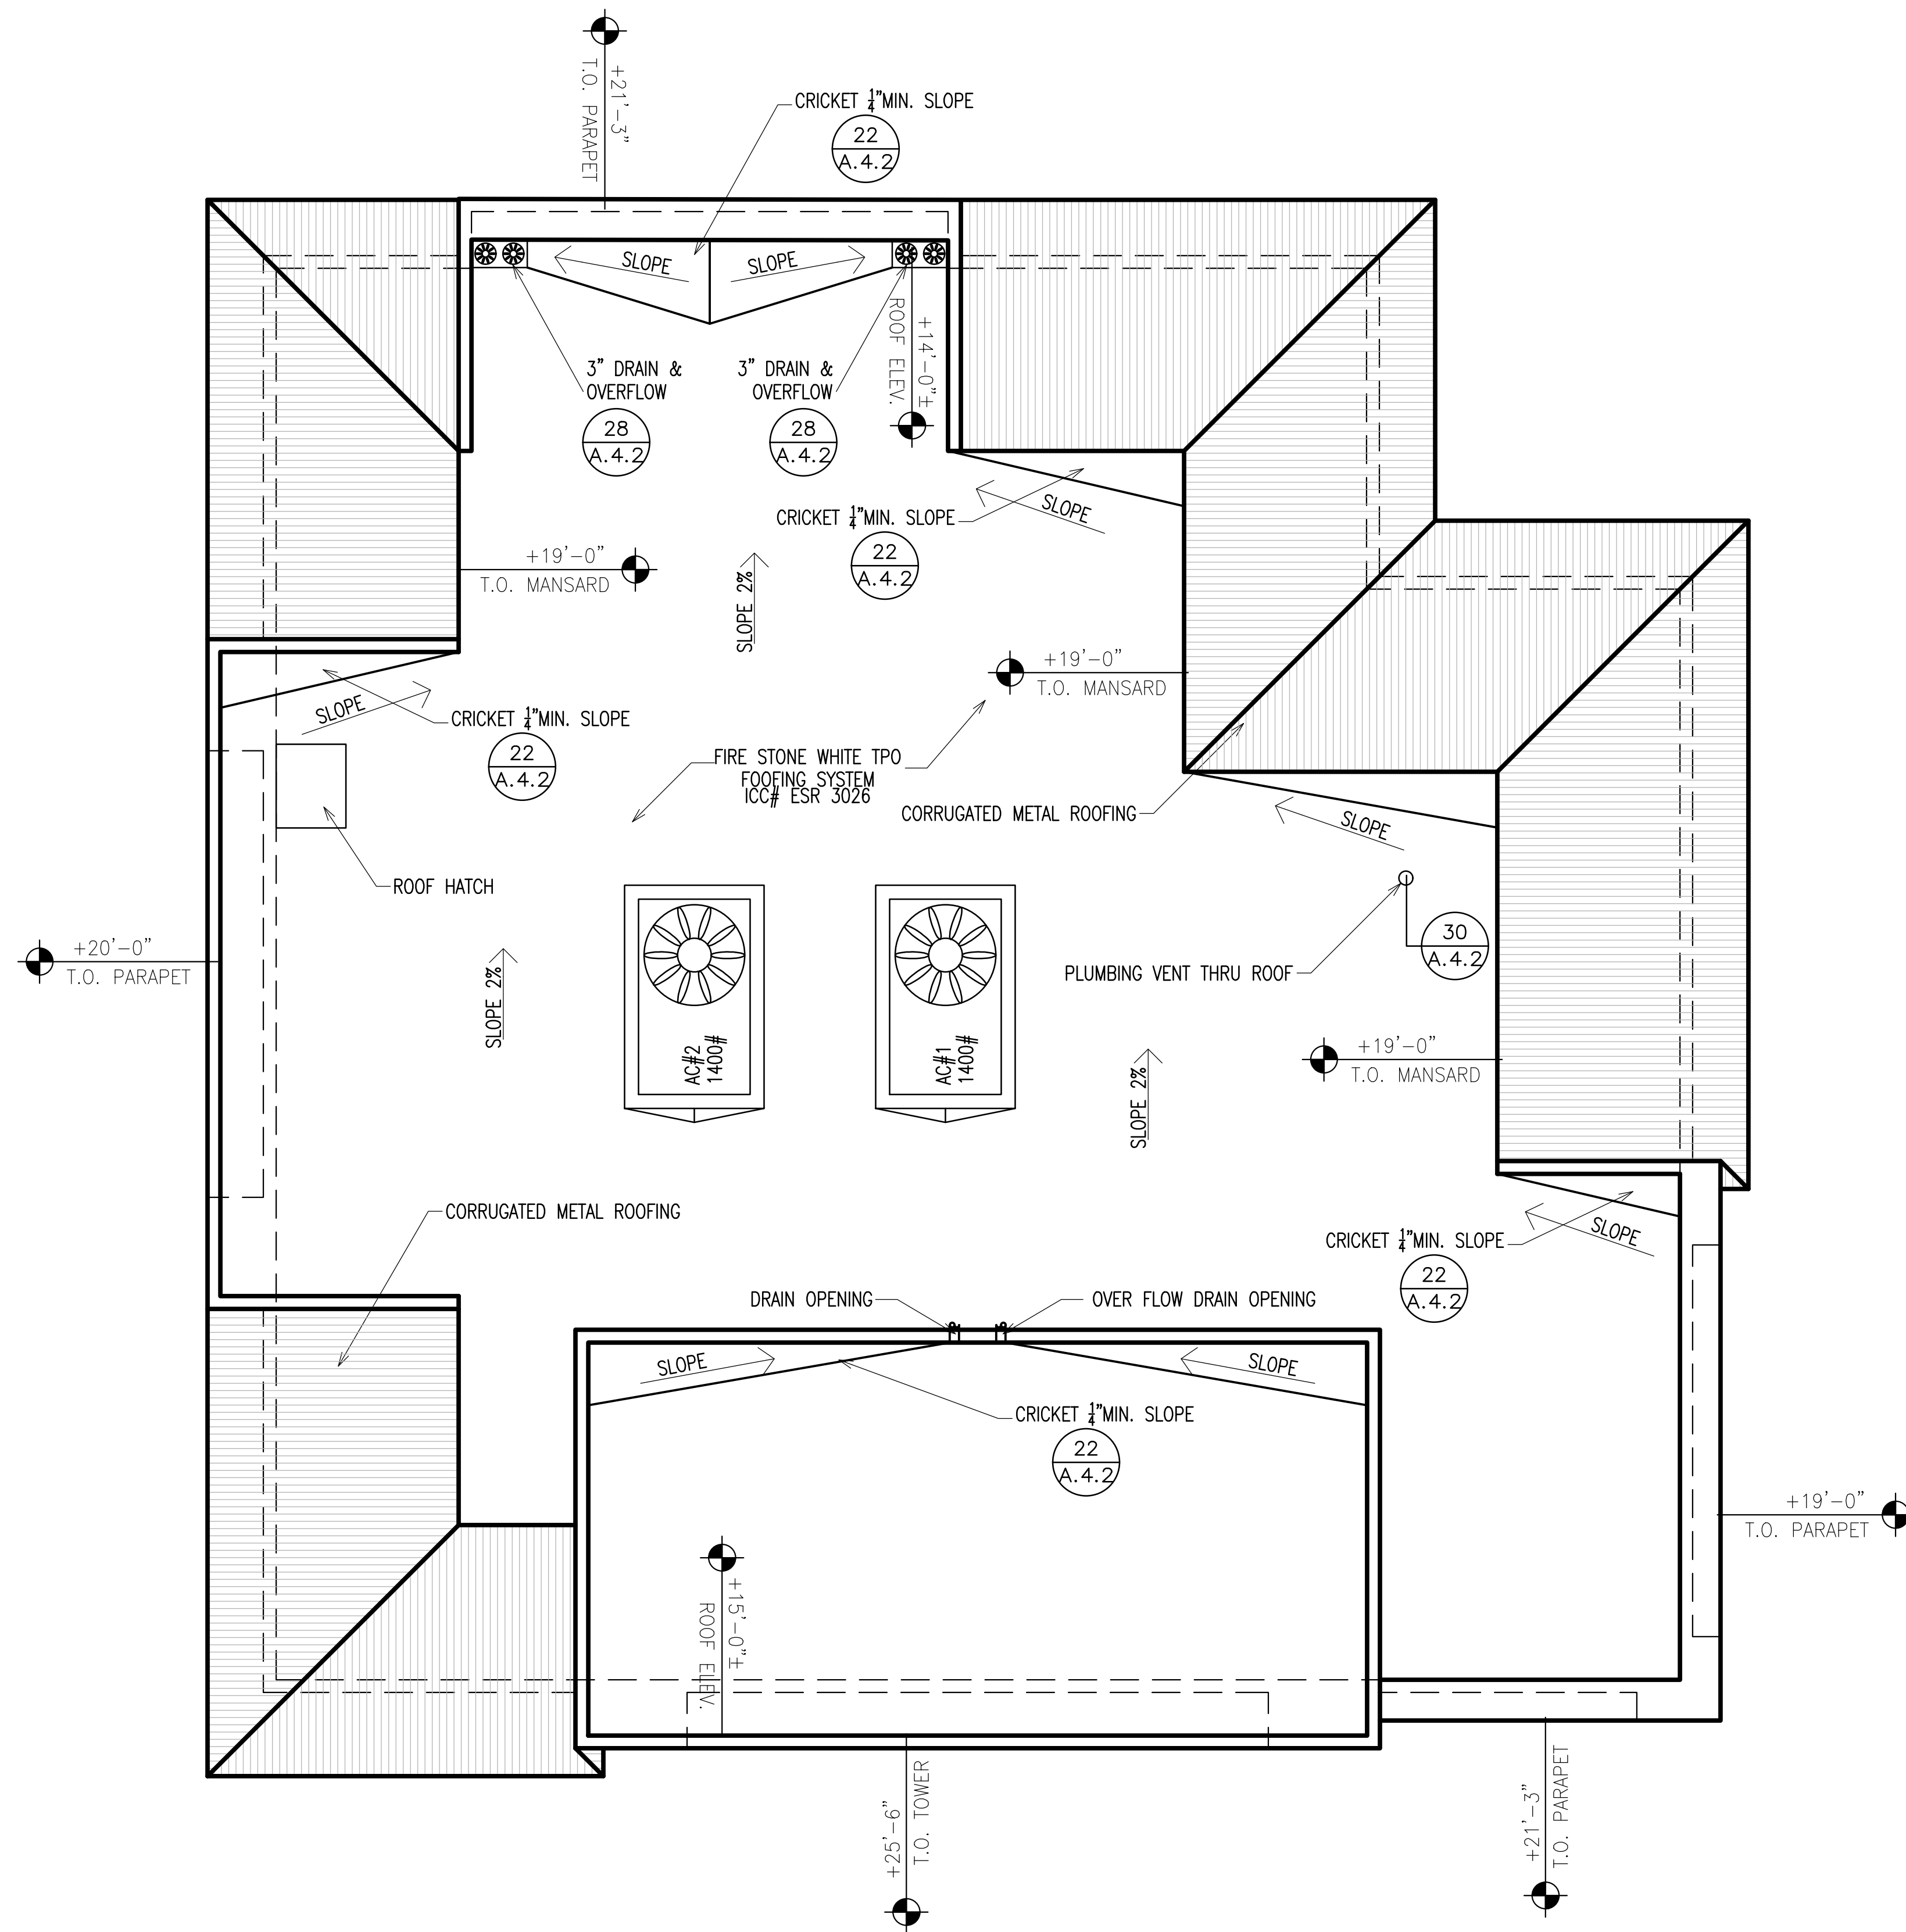 +21'-3"
T.O. PARAPET
CRICKET ¼"MIN. SLOPE
22
A.4.2
SLOPE
SLOPE
3" DRAIN &
OVERFLOW
28
A.4.2
3" DRAIN &
OVERFLOW
28
A.4.2
+14'-0"±
ROOF ELEV.
CRICKET ¼"MIN. SLOPE
22
A.4.2
SLOPE
+19'-0"
T.O. MANSARD
SLOPE 2%
+19'-0"
T.O. MANSARD
SLOPE
CRICKET ¼"MIN. SLOPE
22
A.4.2
FIRE STONE WHITE TPO
FOOFING SYSTEM
ICC# ESR 3026
CORRUGATED METAL ROOFING
SLOPE
ROOF HATCH
+20'-0"
T.O. PARAPET
SLOPE 2%
AC#2
1400#
AC#1
1400#
PLUMBING VENT THRU ROOF
30
A.4.2
+19'-0"
T.O. MANSARD
SLOPE 2%
CORRUGATED METAL ROOFING
CRICKET ¼"MIN. SLOPE
22
A.4.2
SLOPE
DRAIN OPENING
OVER FLOW DRAIN OPENING
SLOPE
SLOPE
CRICKET ¼"MIN. SLOPE
22
A.4.2
+19'-0"
T.O. PARAPET
+15'-0"±
ROOF ELEV.
+25'-6"
T.O. TOWER
+21'-3"
T.O. PARAPET